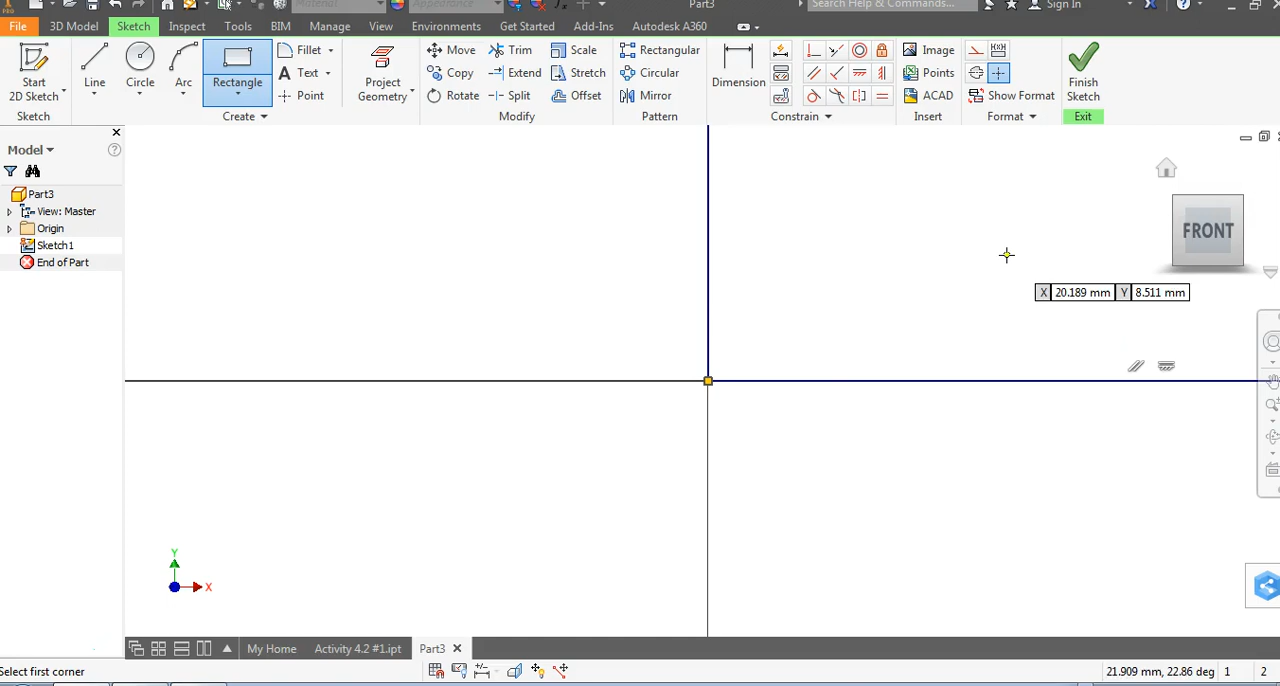 Material Appearance Part3 Search Help & Commands... Sign In
File 3D Model Sketch Inspect Tools BIM Manage View Environments Get Started Add-Ins Autodesk A360
Start 2D Sketch Line Circle Arc Rectangle Fillet Text Point Project Geometry Move Copy Rotate Trim Extend Split Scale Stretch Offset Rectangular Circular Mirror Dimension Image Points ACAD Show Format Finish Sketch
Sketch Create Modify Pattern Constrain Insert Format Exit
Model
Part3
View: Master
Origin
Sketch1
End of Part
FRONT
X 20.189 mm Y 8.511 mm
Y
X
My Home Activity 4.2 #1.ipt Part3
Select first corner 21.909 mm, 22.86 deg 1 2